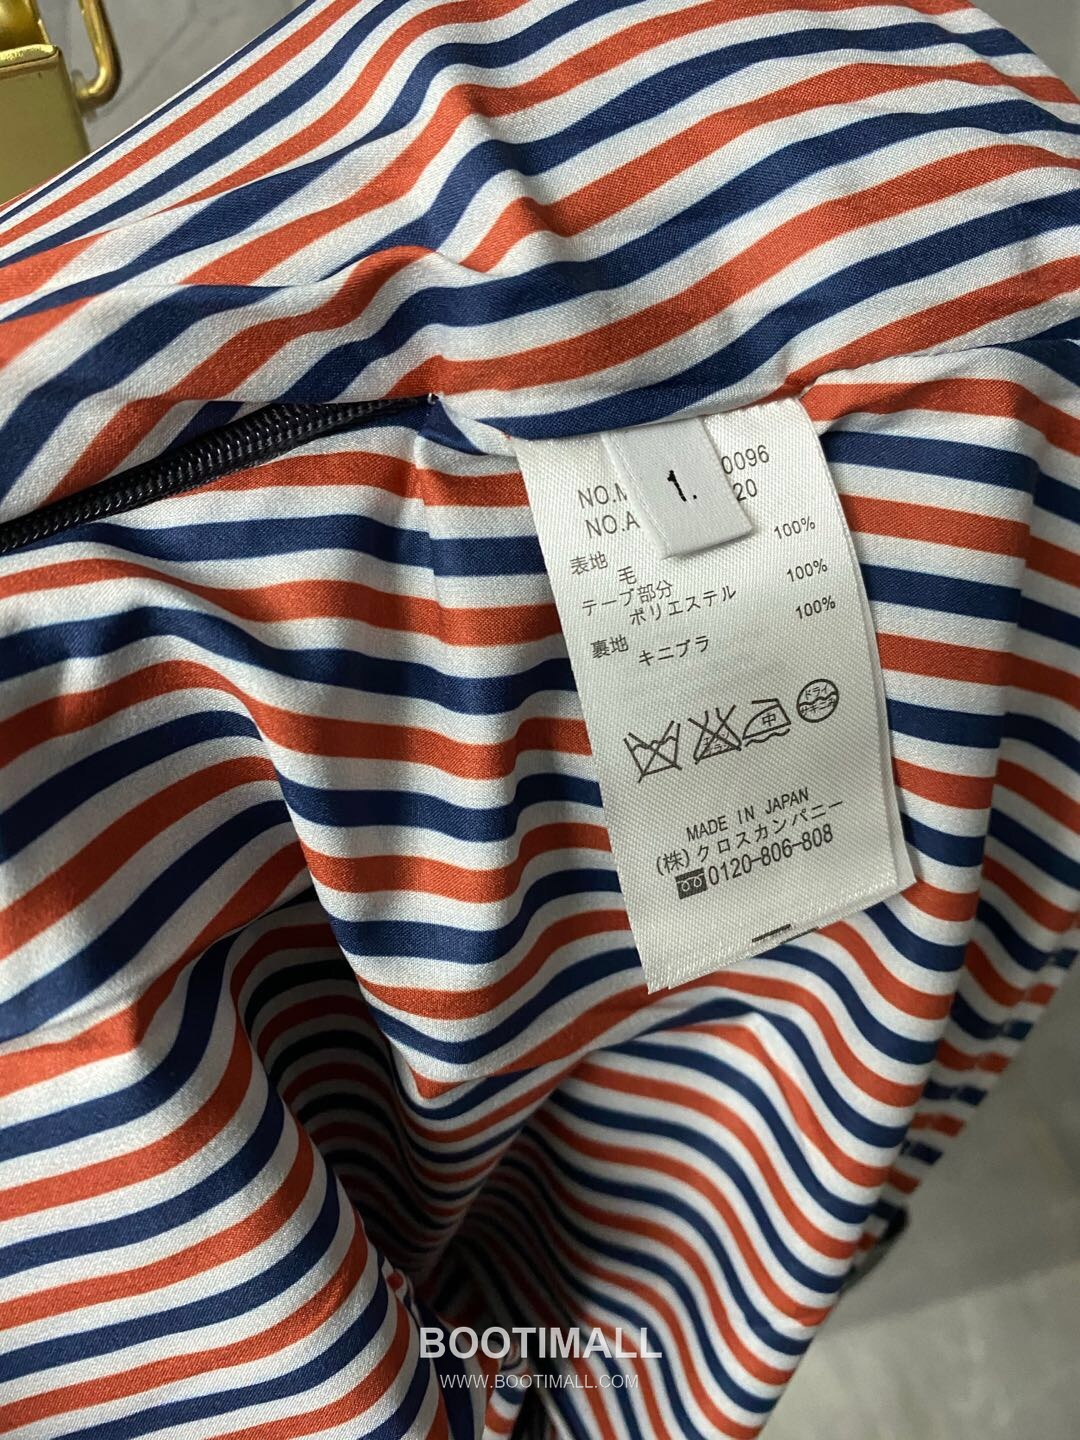 1.
0096
NO.
20
NO.A
表地
毛 100%
テープ部分
ポリエステル 100%
裏地 キニプラ 100%
中
ドライ
MADE IN JAPAN
(株)クロスカンパニー
0120-806-808
BOOTIMALL
WWW.BOOTIMALL.COM